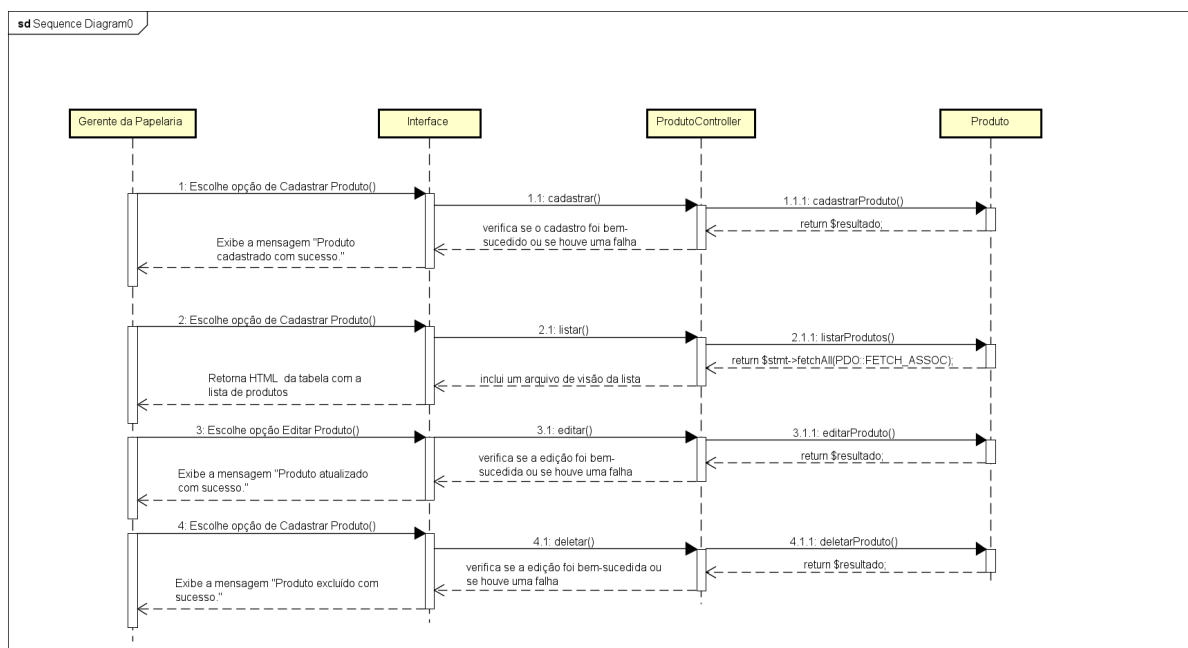 sd Sequence Diagram0
Gerente da Papelaria
Interface
ProdutoController
Produto
1: Escolhe opção de Cadastrar Produto()
1.1: cadastrar()
1.1.1: cadastrarProduto()
return $resultado;
verifica se o cadastro foi bem-
sucedido ou se houve uma falha
Exibe a mensagem "Produto
cadastrado com sucesso."
2: Escolhe opção de Cadastrar Produto()
2.1: listar()
2.1.1: listarProdutos()
return $stmt->fetchAll(PDO::FETCH_ASSOC);
inclui um arquivo de visão da lista
Retorna HTML da tabela com a
lista de produtos
3: Escolhe opção Editar Produto()
3.1: editar()
3.1.1: editarProduto()
return $resultado;
verifica se a edição foi bem-
sucedida ou se houve uma falha
Exibe a mensagem "Produto atualizado
com sucesso."
4: Escolhe opção de Cadastrar Produto()
4.1: deletar()
4.1.1: deletarProduto()
return $resultado;
verifica se a edição foi bem-sucedida ou
se houve uma falha
Exibe a mensagem "Produto excluído com
sucesso."